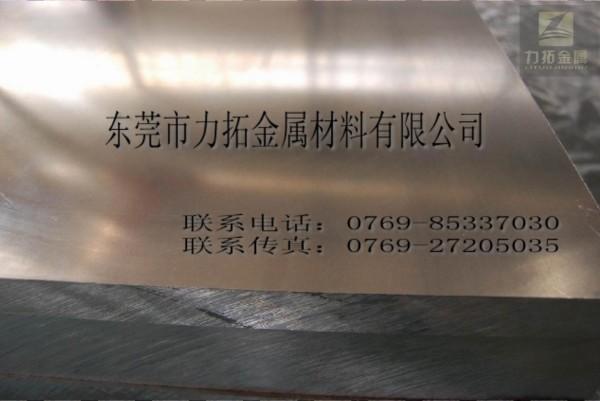 力拓金属
LITUOJINSHU
东莞市力拓金属材料有限公司
联系电话：0769-85337030
联系传真：0769-27205035